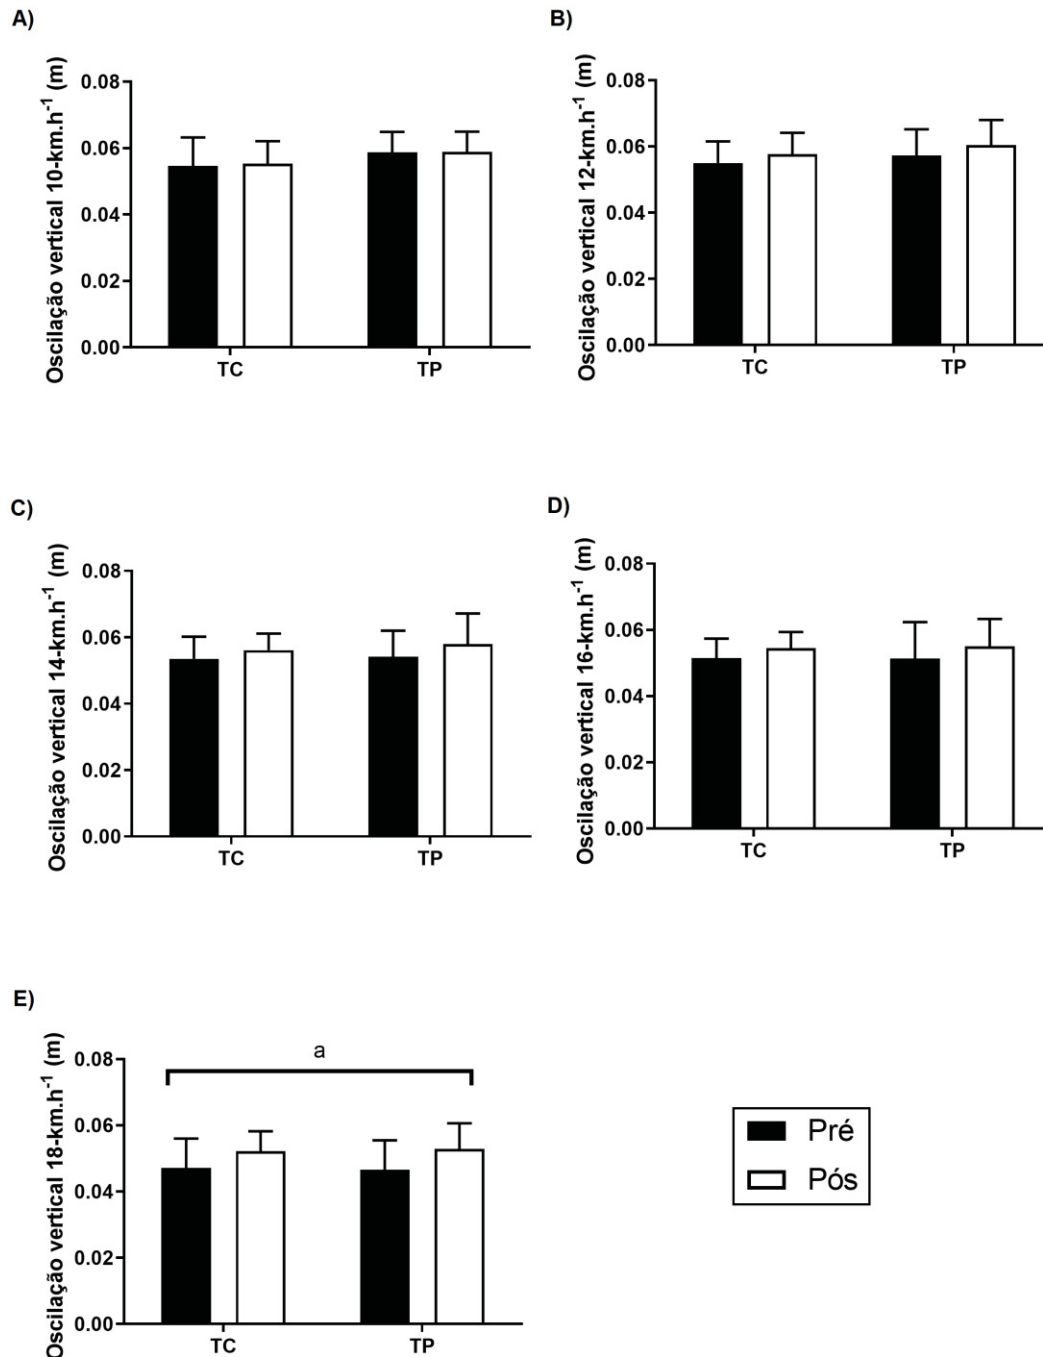 A)
Oscilação vertical 10-km.h⁻¹ (m)
0.08
0.06
0.04
0.02
0.00
TC TP
B)
Oscilação vertical 12-km.h⁻¹ (m)
0.08
0.06
0.04
0.02
0.00
TC TP
C)
Oscilação vertical 14-km.h⁻¹ (m)
0.08
0.06
0.04
0.02
0.00
TC TP
D)
Oscilação vertical 16-km.h⁻¹ (m)
0.08
0.06
0.04
0.02
0.00
TC TP
E)
Oscilação vertical 18-km.h⁻¹ (m)
0.08
0.06
0.04
0.02
0.00
a
TC TP
Pré
Pós